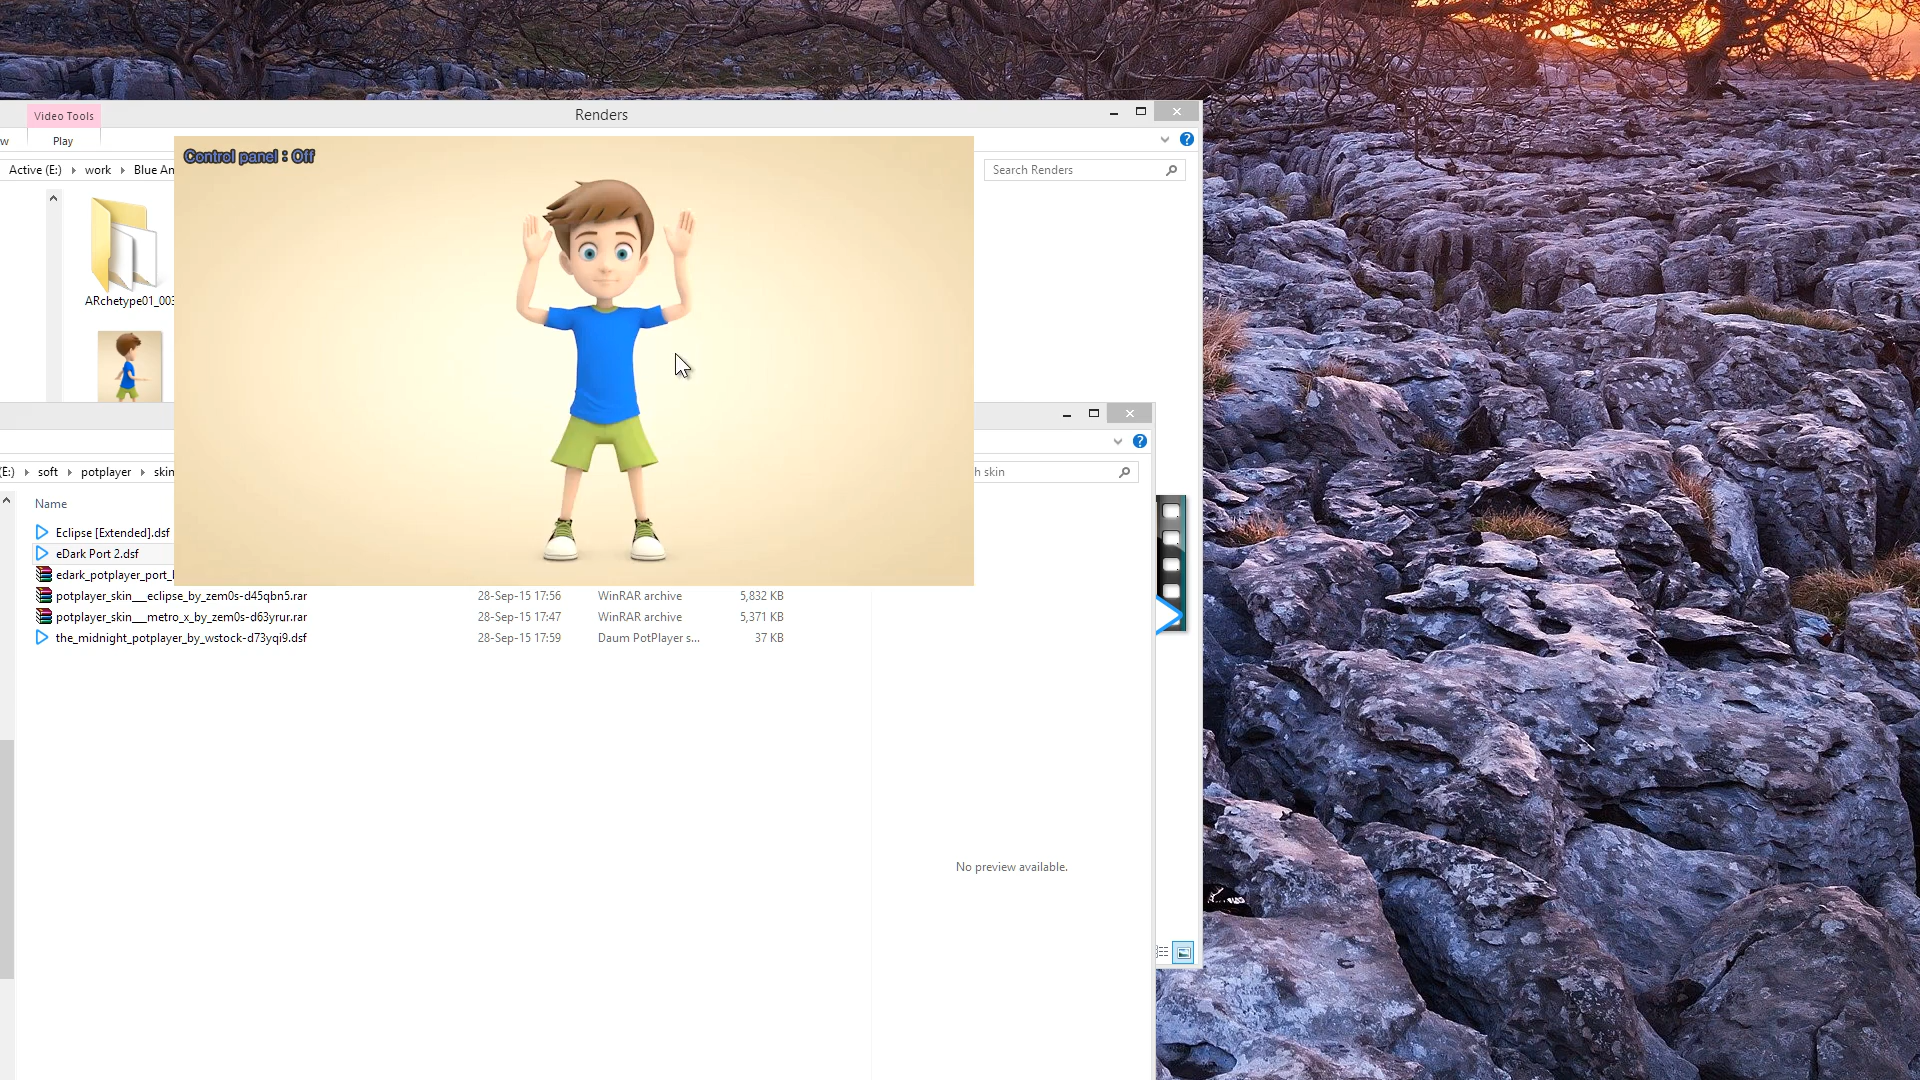 Video Tools
Renders
w
Play
Control panel : Off
Active (E:)
work
Blue An
Search Renders
ARchetype01_003
(E:)
soft
potplayer
skin
h skin
Name
Eclipse [Extended].dsf
eDark Port 2.dsf
edark_potplayer_port_
potplayer_skin___eclipse_by_zem0s-d45qbn5.rar 28-Sep-15 17:56 WinRAR archive 5,832 KB
potplayer_skin___metro_x_by_zem0s-d63yrur.rar 28-Sep-15 17:47 WinRAR archive 5,371 KB
the_midnight_potplayer_by_wstock-d73yqi9.dsf 28-Sep-15 17:59 Daum PotPlayer s... 37 KB
No preview available.